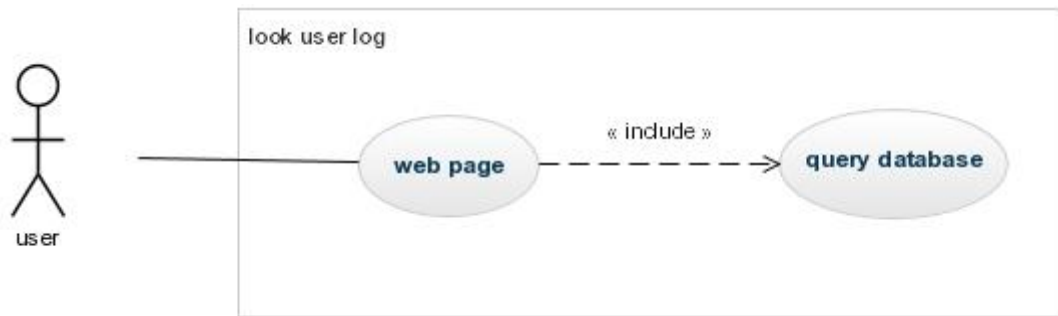 look user log
« include »
web page
query database
user